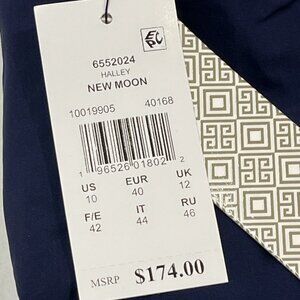 6552024
HALLEY
NEW MOON
10019905 40168
1 96526 01802 2
US EUR UK
10 40 12
F/E IT RU
42 44 46
MSRP $174.00